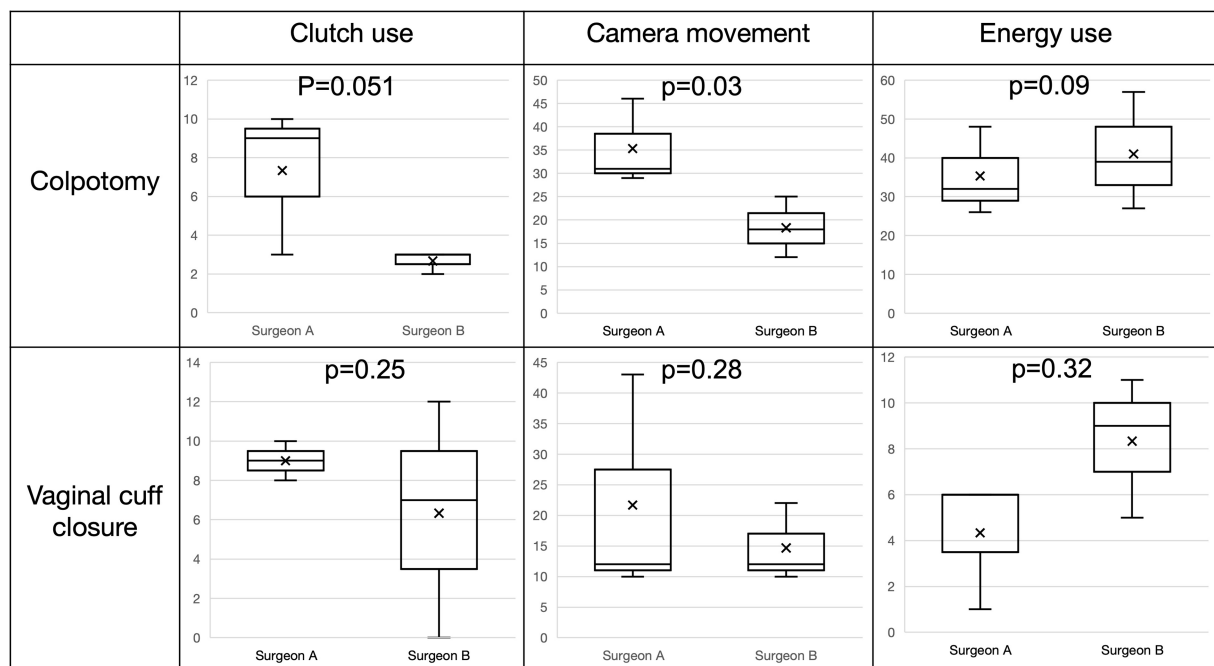 Clutch use
Camera movement
Energy use
Colpotomy
P=0.051
12
10
8
6
4
2
0
Surgeon A
Surgeon B
p=0.03
50
45
40
35
30
25
20
15
10
5
0
Surgeon A
Surgeon B
p=0.09
60
50
40
30
20
10
0
Surgeon A
Surgeon B
Vaginal cuff
closure
p=0.25
14
12
10
8
6
4
2
0
Surgeon A
Surgeon B
p=0.28
45
40
35
30
25
20
15
10
5
0
Surgeon A
Surgeon B
p=0.32
12
10
8
6
4
2
0
Surgeon A
Surgeon B